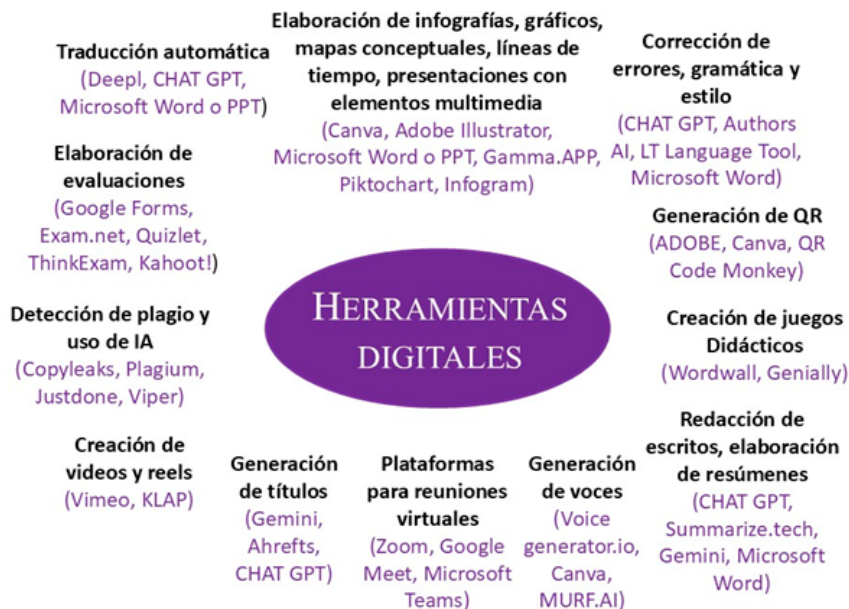 Elaboración de infografías, gráficos,
mapas conceptuales, líneas de
tiempo, presentaciones con
elementos multimedia
(Canva, Adobe Illustrator,
Microsoft Word o PPT, Gamma.APP,
Piktochart, Infogram)
Traducción automática
(Deepl, CHAT GPT,
Microsoft Word o PPT)
Corrección de
errores, gramática y
estilo
(CHAT GPT, Authors
AI, LT Language Tool,
Microsoft Word)
Elaboración de
evaluaciones
(Google Forms,
Exam.net, Quizlet,
ThinkExam, Kahoot!)
Generación de QR
(ADOBE, Canva, QR
Code Monkey)
HERRAMIENTAS
DIGITALES
Detección de plagio y
uso de IA
(Copyleaks, Plagium,
Justdone, Viper)
Creación de juegos
Didácticos
(Wordwall, Genially)
Creación de
videos y reels
(Vimeo, KLAP)
Generación
de títulos
(Gemini,
Ahrefts,
CHAT GPT)
Plataformas
para reuniones
virtuales
(Zoom, Google
Meet, Microsoft
Teams)
Generación
de voces
(Voice
generator.io,
Canva,
MURF.AI)
Redacción de
escritos, elaboración
de resúmenes
(CHAT GPT,
Summarize.tech,
Gemini, Microsoft
Word)